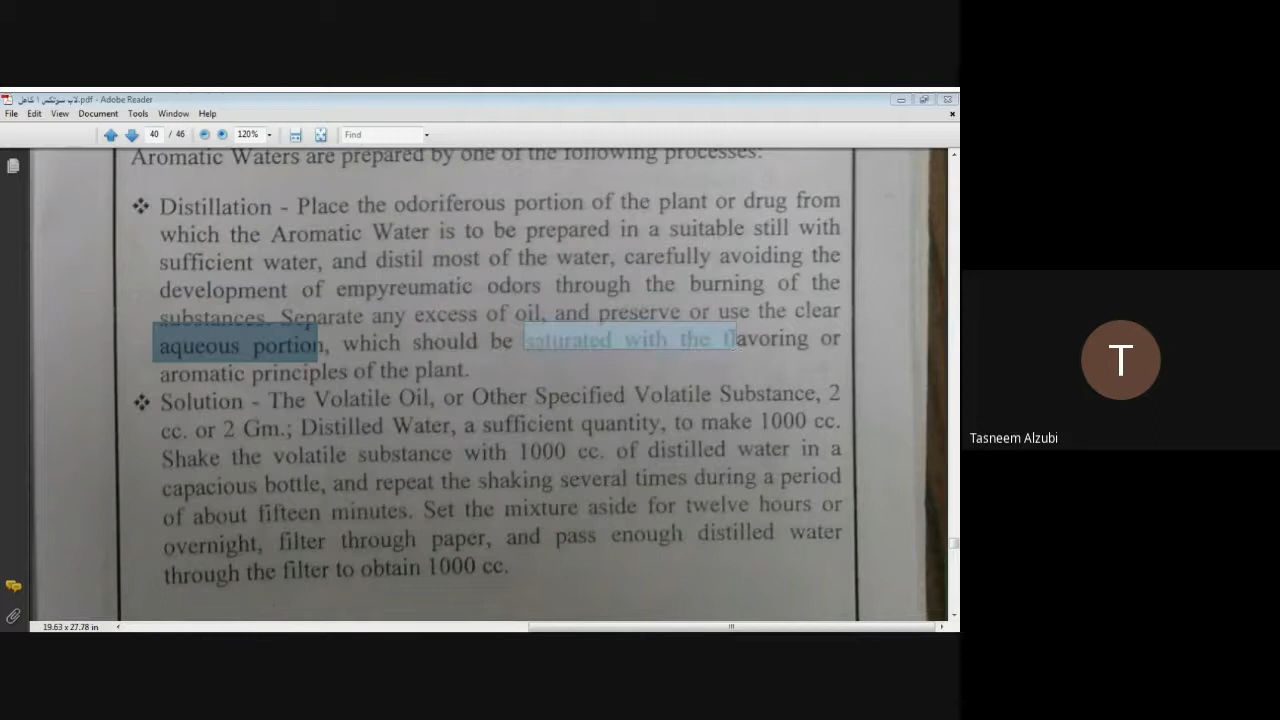 لاب سوتكس ا كامل.pdf - Adobe Reader
File Edit View Document Tools Window Help
40 / 46 120% Find
Aromatic Waters are prepared by one of the following processes:
❖ Distillation - Place the odoriferous portion of the plant or drug from
which the Aromatic Water is to be prepared in a suitable still with
sufficient water, and distil most of the water, carefully avoiding the
development of empyreumatic odors through the burning of the
substances. Separate any excess of oil, and preserve or use the clear
aqueous portion, which should be saturated with the flavoring or
aromatic principles of the plant.
❖ Solution - The Volatile Oil, or Other Specified Volatile Substance, 2
cc. or 2 Gm.; Distilled Water, a sufficient quantity, to make 1000 cc.
Shake the volatile substance with 1000 cc. of distilled water in a
capacious bottle, and repeat the shaking several times during a period
of about fifteen minutes. Set the mixture aside for twelve hours or
overnight, filter through paper, and pass enough distilled water
through the filter to obtain 1000 cc.
19.63 x 27.78 in
T
Tasneem Alzubi